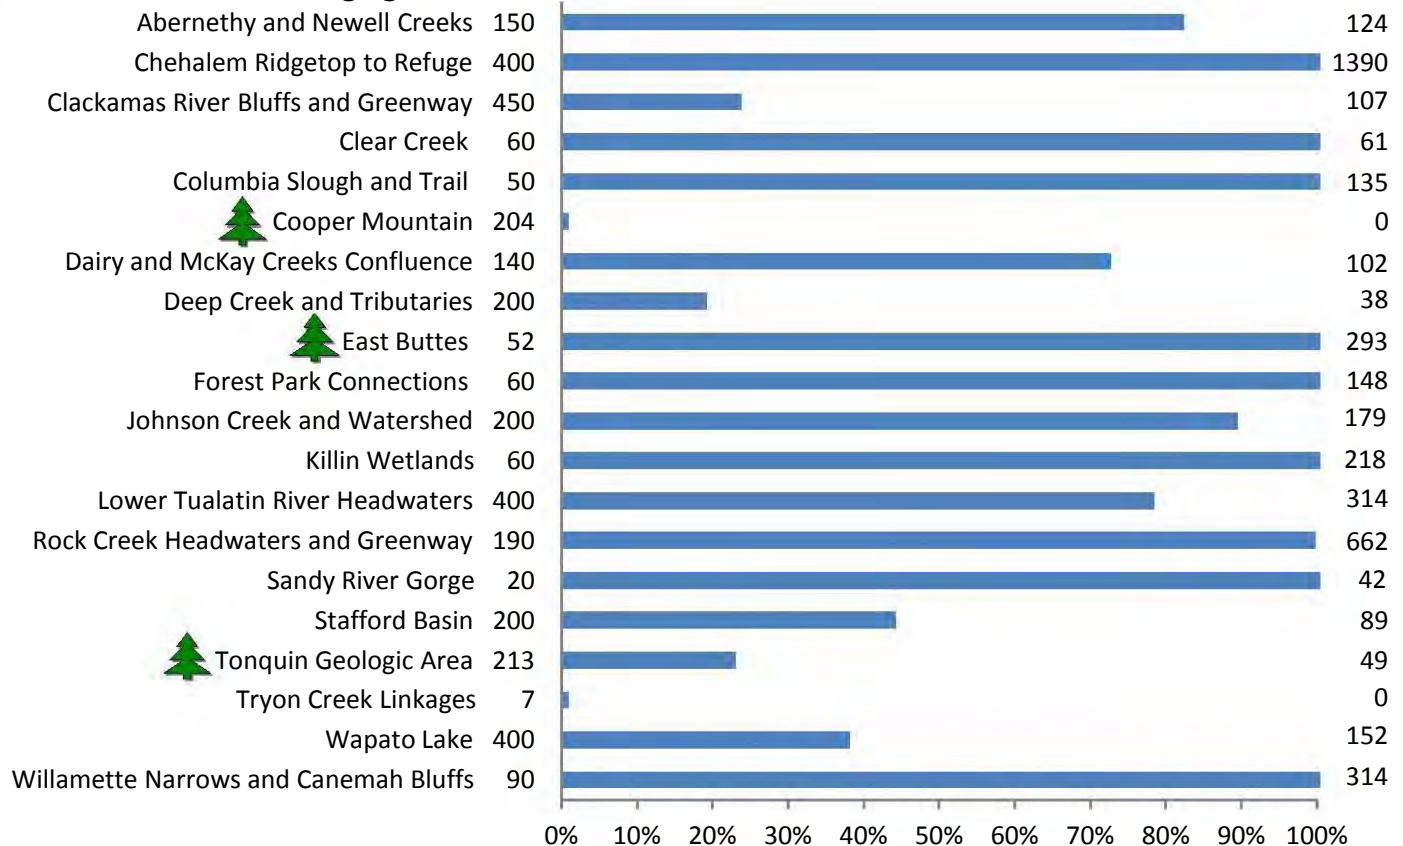 Abernethy and Newell Creeks 150 124
Chehalem Ridgetop to Refuge 400 1390
Clackamas River Bluffs and Greenway 450 107
Clear Creek 60 61
Columbia Slough and Trail 50 135
Cooper Mountain 204 0
Dairy and McKay Creeks Confluence 140 102
Deep Creek and Tributaries 200 38
East Buttes 52 293
Forest Park Connections 60 148
Johnson Creek and Watershed 200 179
Killin Wetlands 60 218
Lower Tualatin River Headwaters 400 314
Rock Creek Headwaters and Greenway 190 662
Sandy River Gorge 20 42
Stafford Basin 200 89
Tonquin Geologic Area 213 49
Tryon Creek Linkages 7 0
Wapato Lake 400 152
Willamette Narrows and Canemah Bluffs 90 314
0% 10% 20% 30% 40% 50% 60% 70% 80% 90% 100%